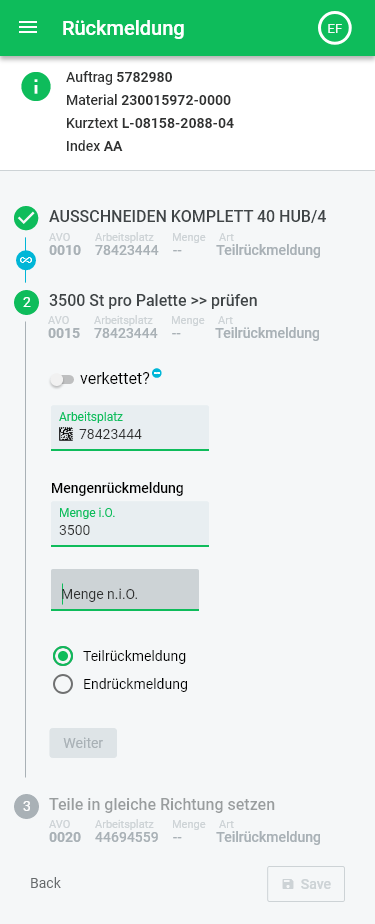 Rückmeldung EF
Auftrag 5782980
Material 230015972-0000
Kurztext L-08158-2088-04
Index AA
AUSSCHNEIDEN KOMPLETT 40 HUB/4
AVO Arbeitsplatz Menge Art
0010 78423444 -- Teilrückmeldung
2 3500 St pro Palette >> prüfen
AVO Arbeitsplatz Menge Art
0015 78423444 -- Teilrückmeldung
verkettet?
Arbeitsplatz
78423444
Mengenrückmeldung
Menge i.O.
3500
Menge n.i.O.
Teilrückmeldung
Endrückmeldung
Weiter
3 Teile in gleiche Richtung setzen
AVO Arbeitsplatz Menge Art
0020 44694559 -- Teilrückmeldung
Back Save